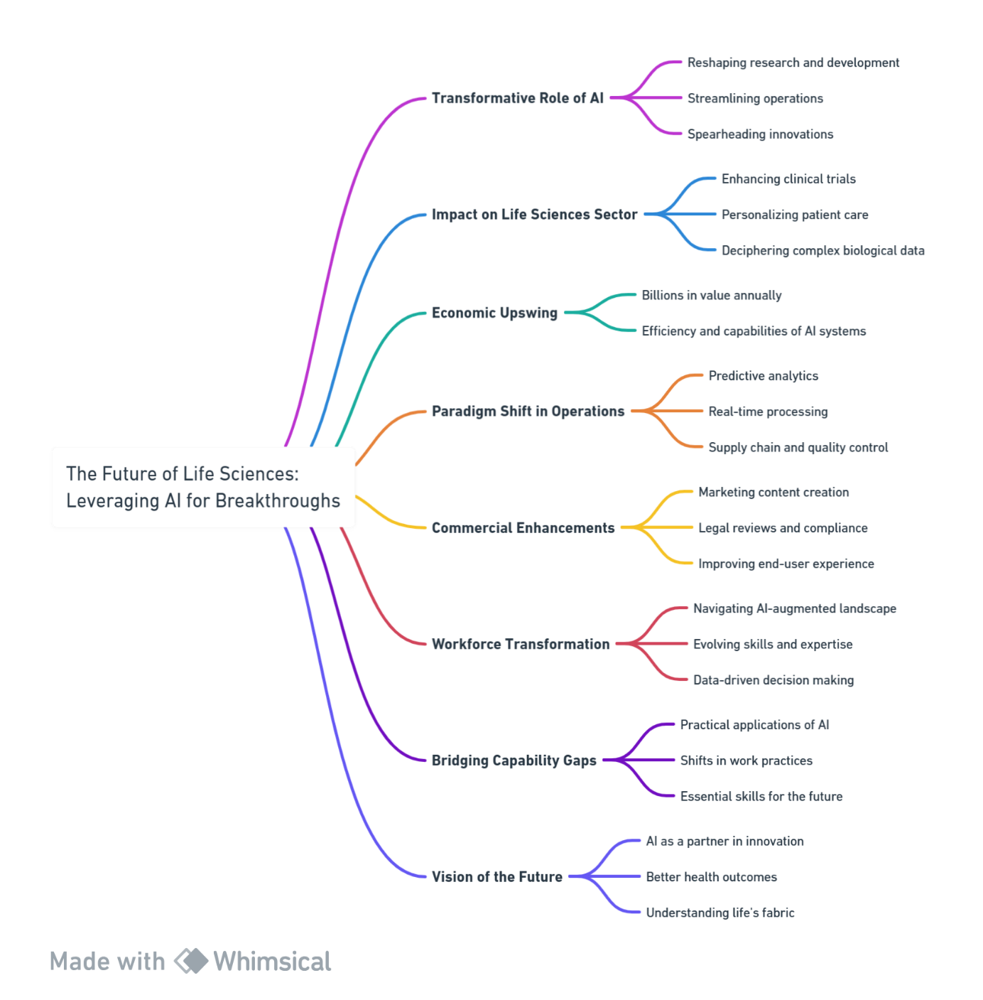 Transformative Role of AI
Reshaping research and development
Streamlining operations
Spearheading innovations
Impact on Life Sciences Sector
Enhancing clinical trials
Personalizing patient care
Deciphering complex biological data
Economic Upswing
Billions in value annually
Efficiency and capabilities of AI systems
Paradigm Shift in Operations
Predictive analytics
Real-time processing
Supply chain and quality control
The Future of Life Sciences:
Leveraging AI for Breakthroughs
Commercial Enhancements
Marketing content creation
Legal reviews and compliance
Improving end-user experience
Workforce Transformation
Navigating AI-augmented landscape
Evolving skills and expertise
Data-driven decision making
Bridging Capability Gaps
Practical applications of AI
Shifts in work practices
Essential skills for the future
Vision of the Future
AI as a partner in innovation
Better health outcomes
Understanding life's fabric
Made with Whimsical